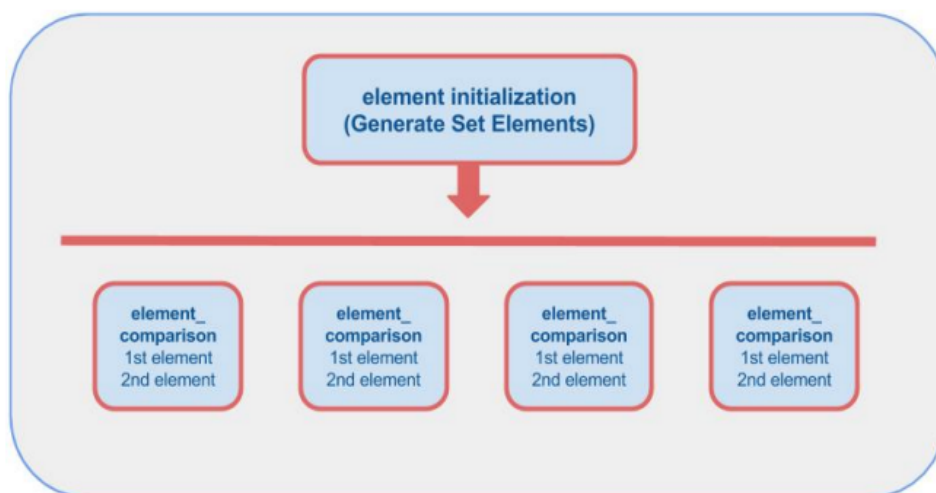 element initialization
(Generate Set Elements)
element_
comparison
1st element
2nd element
element_
comparison
1st element
2nd element
element_
comparison
1st element
2nd element
element_
comparison
1st element
2nd element